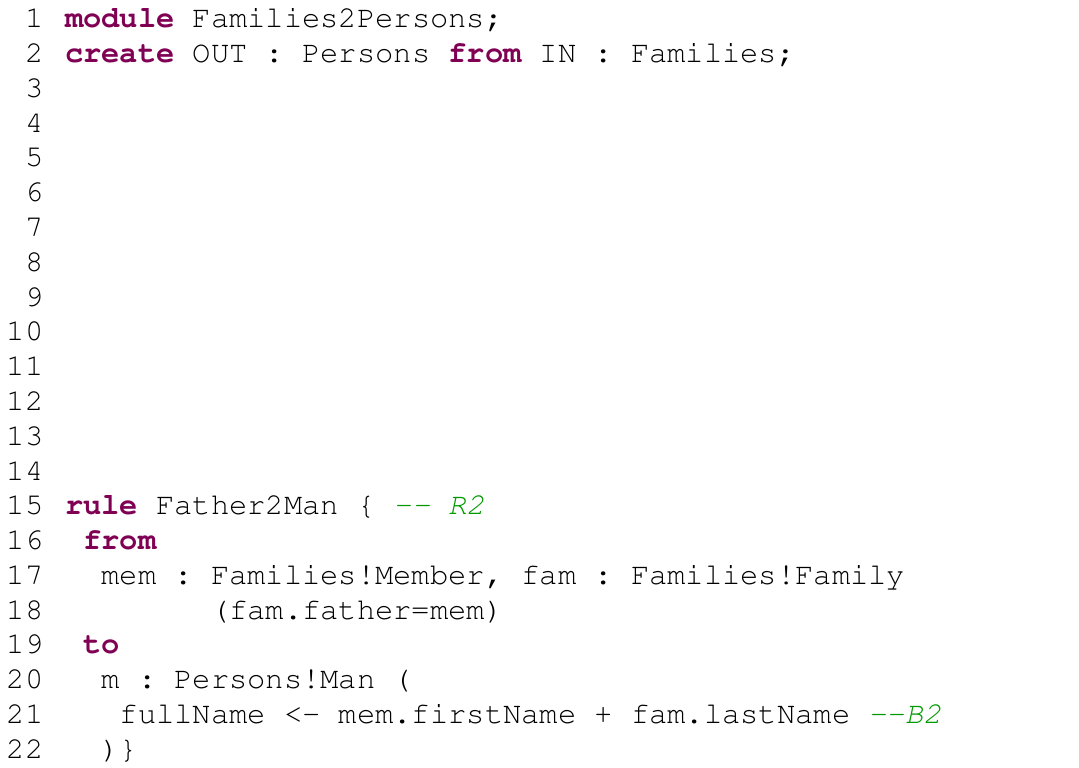 1 module Families2Persons;
2 create OUT : Persons from IN : Families;
3
4
5
6
7
8
9
10
11
12
13
14
15 rule Father2Man { -- R2
16 from
17 mem : Families!Member, fam : Families!Family
18 (fam.father=mem)
19 to
20 m : Persons!Man (
21 fullName <- mem.firstName + fam.lastName --B2
22 )}